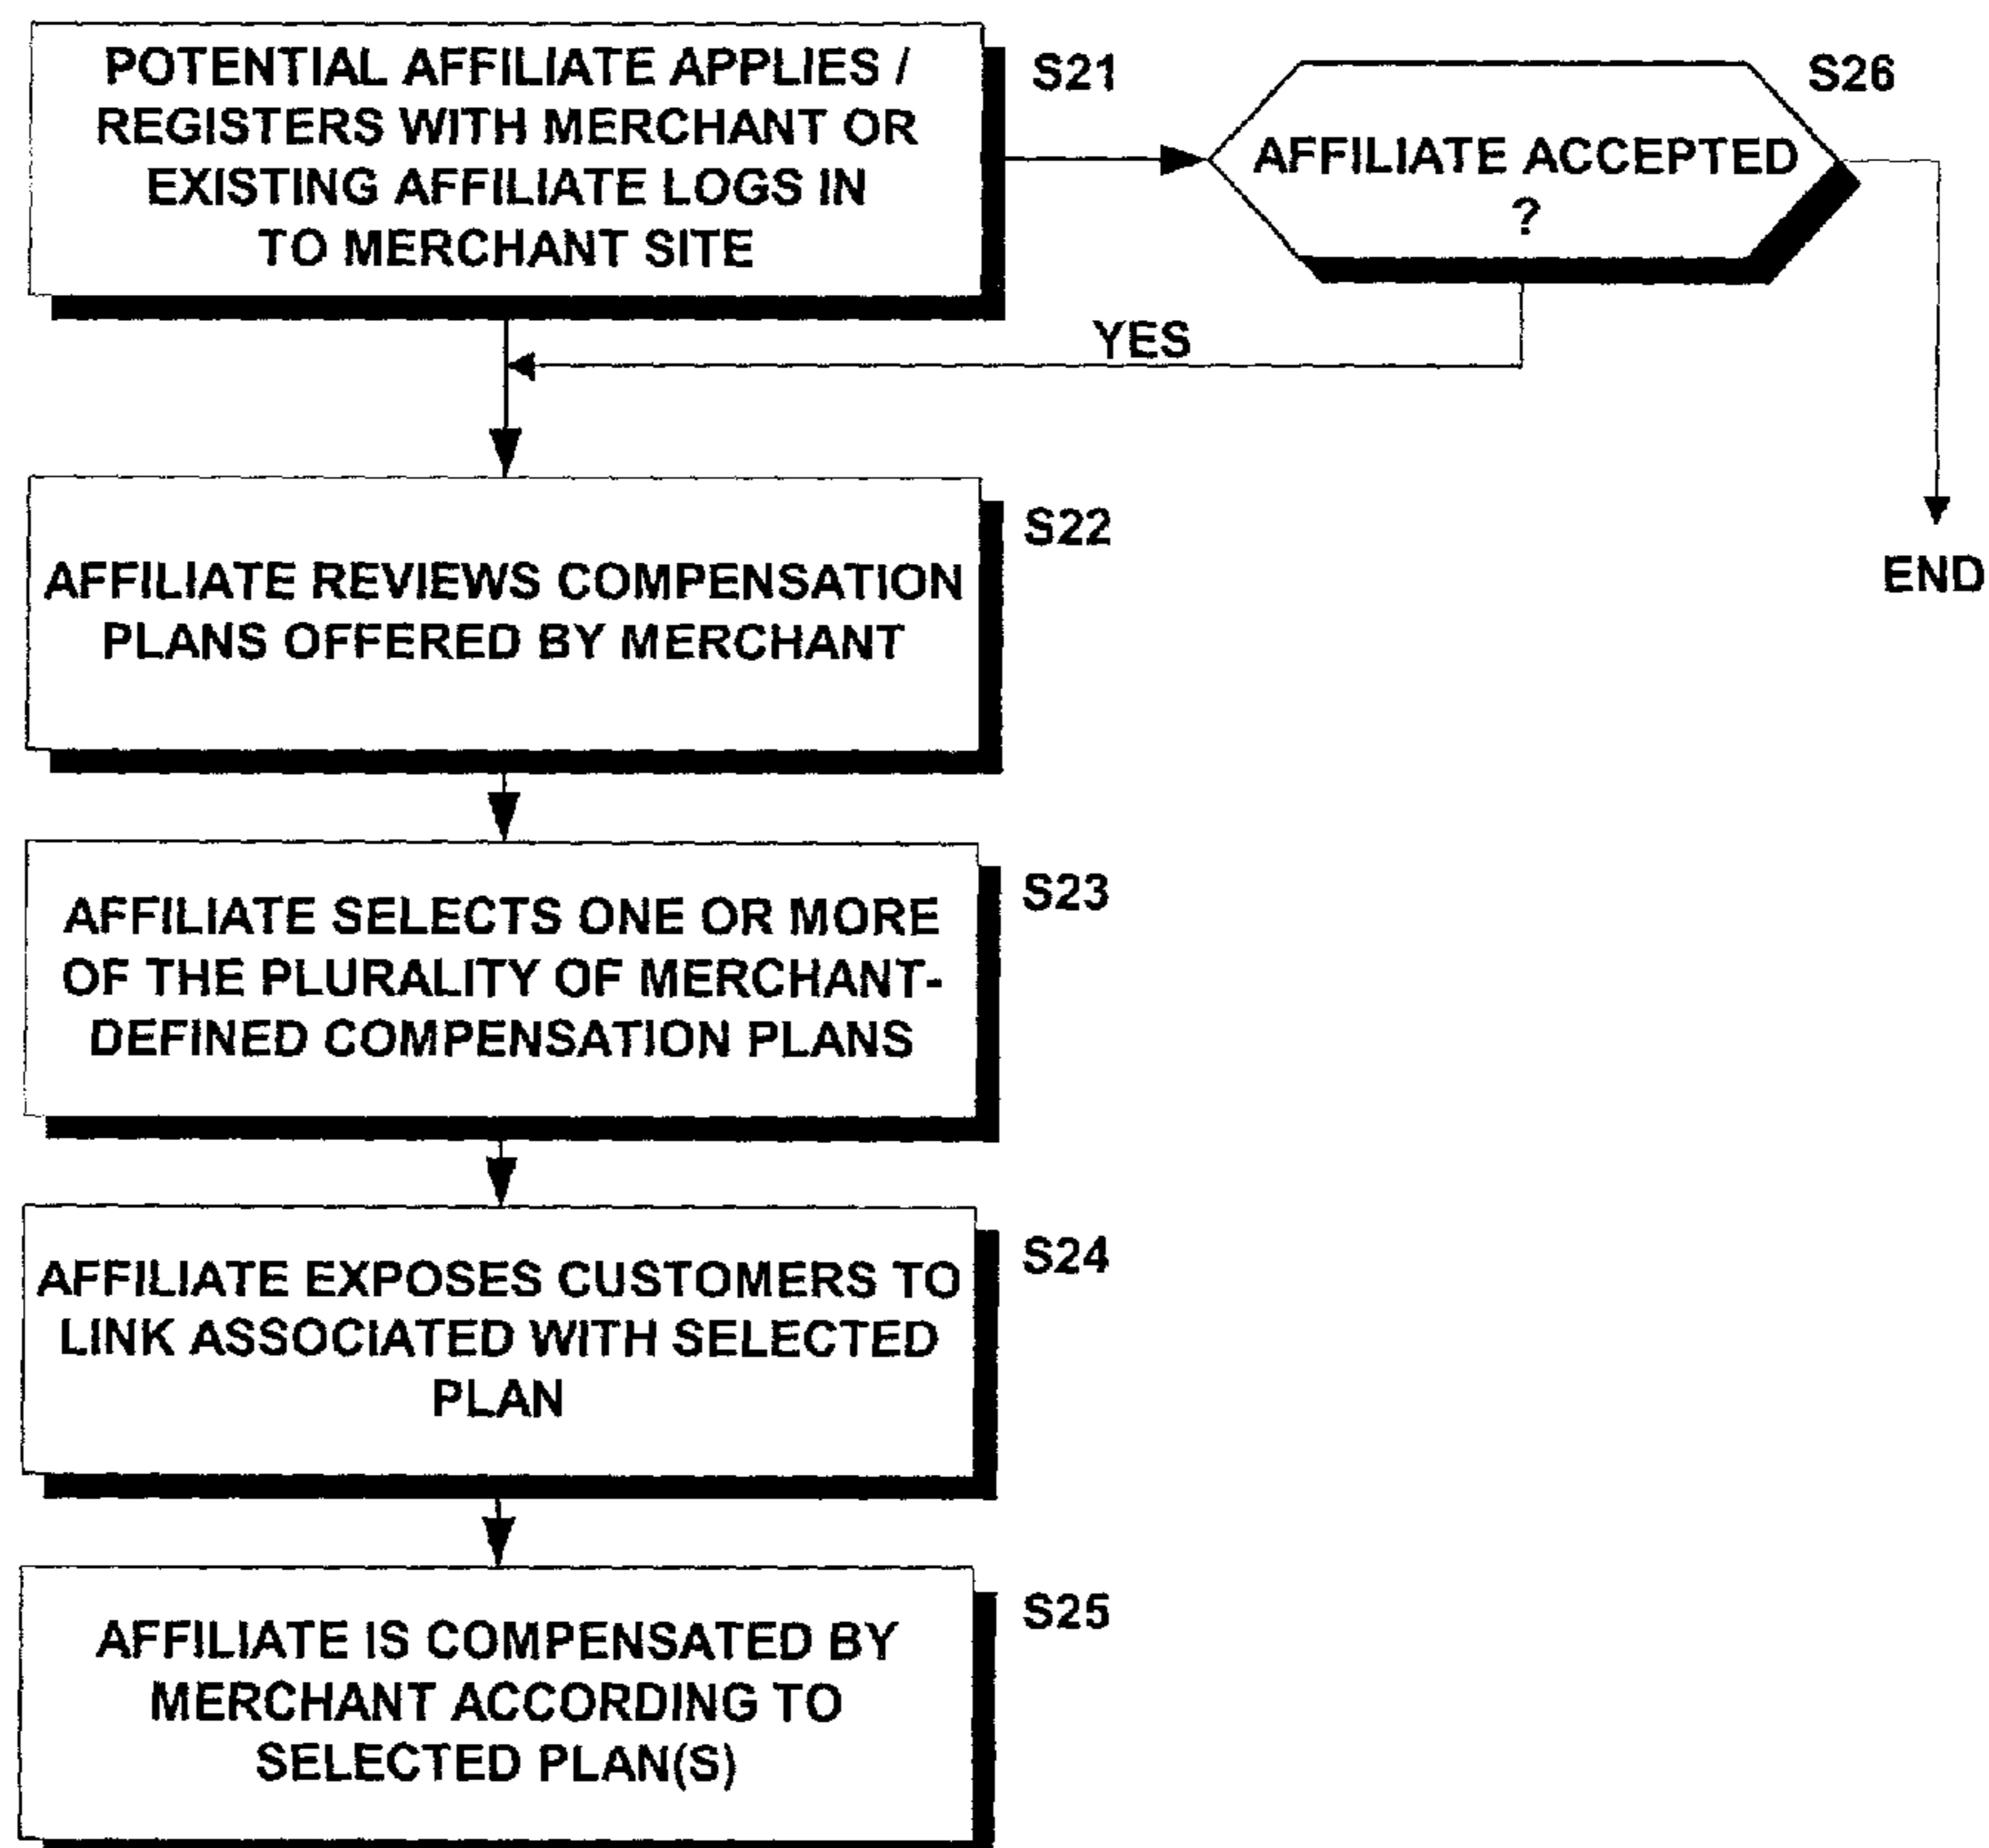 POTENTIAL AFFILIATE APPLIES /
REGISTERS WITH MERCHANT OR
EXISTING AFFILIATE LOGS IN
TO MERCHANT SITE
S21
AFFILIATE ACCEPTED
?
S26
YES
END
AFFILIATE REVIEWS COMPENSATION
PLANS OFFERED BY MERCHANT
S22
AFFILIATE SELECTS ONE OR MORE
OF THE PLURALITY OF MERCHANT-
DEFINED COMPENSATION PLANS
S23
AFFILIATE EXPOSES CUSTOMERS TO
LINK ASSOCIATED WITH SELECTED
PLAN
S24
AFFILIATE IS COMPENSATED BY
MERCHANT ACCORDING TO
SELECTED PLAN(S)
S25